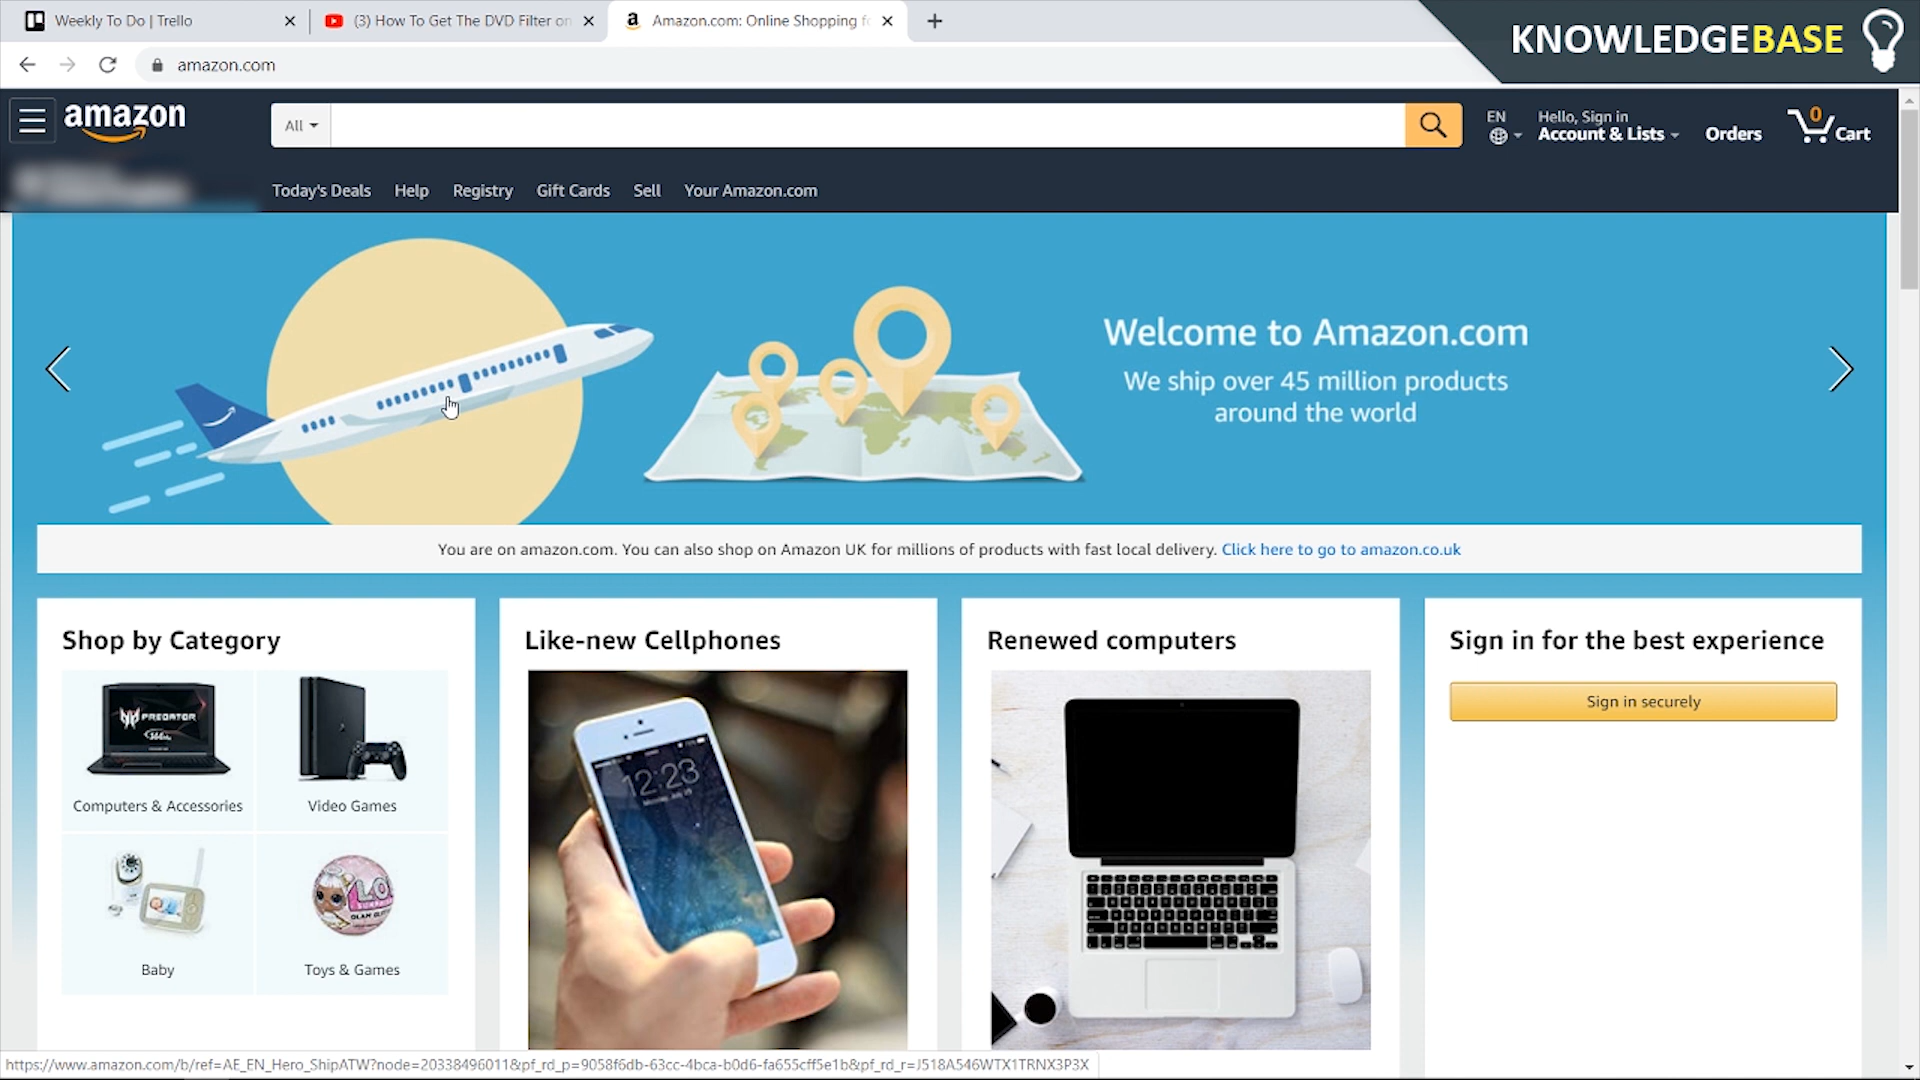 Weekly To Do | Trello
(3) How To Get The DVD Filter on
Amazon.com: Online Shopping fo
KNOWLEDGEBASE
amazon.com
amazon
All
EN
Hello, Sign in
Account & Lists
Orders
0
Cart
Today's Deals
Help
Registry
Gift Cards
Sell
Your Amazon.com
Welcome to Amazon.com
We ship over 45 million products
around the world
You are on amazon.com. You can also shop on Amazon UK for millions of products with fast local delivery. Click here to go to amazon.co.uk
Shop by Category
Like-new Cellphones
Renewed computers
Sign in for the best experience
PREDATOR
Sign in securely
12:23
Computers & Accessories
Video Games
Baby
Toys & Games
https://www.amazon.com/b/ref=AE_EN_Hero_ShipATW?node=20338496011&pf_rd_p=9058f6db-63cc-4bca-b0d6-fa655cff5e1b&pf_rd_r=J518A546WTX1TRNX3P3X